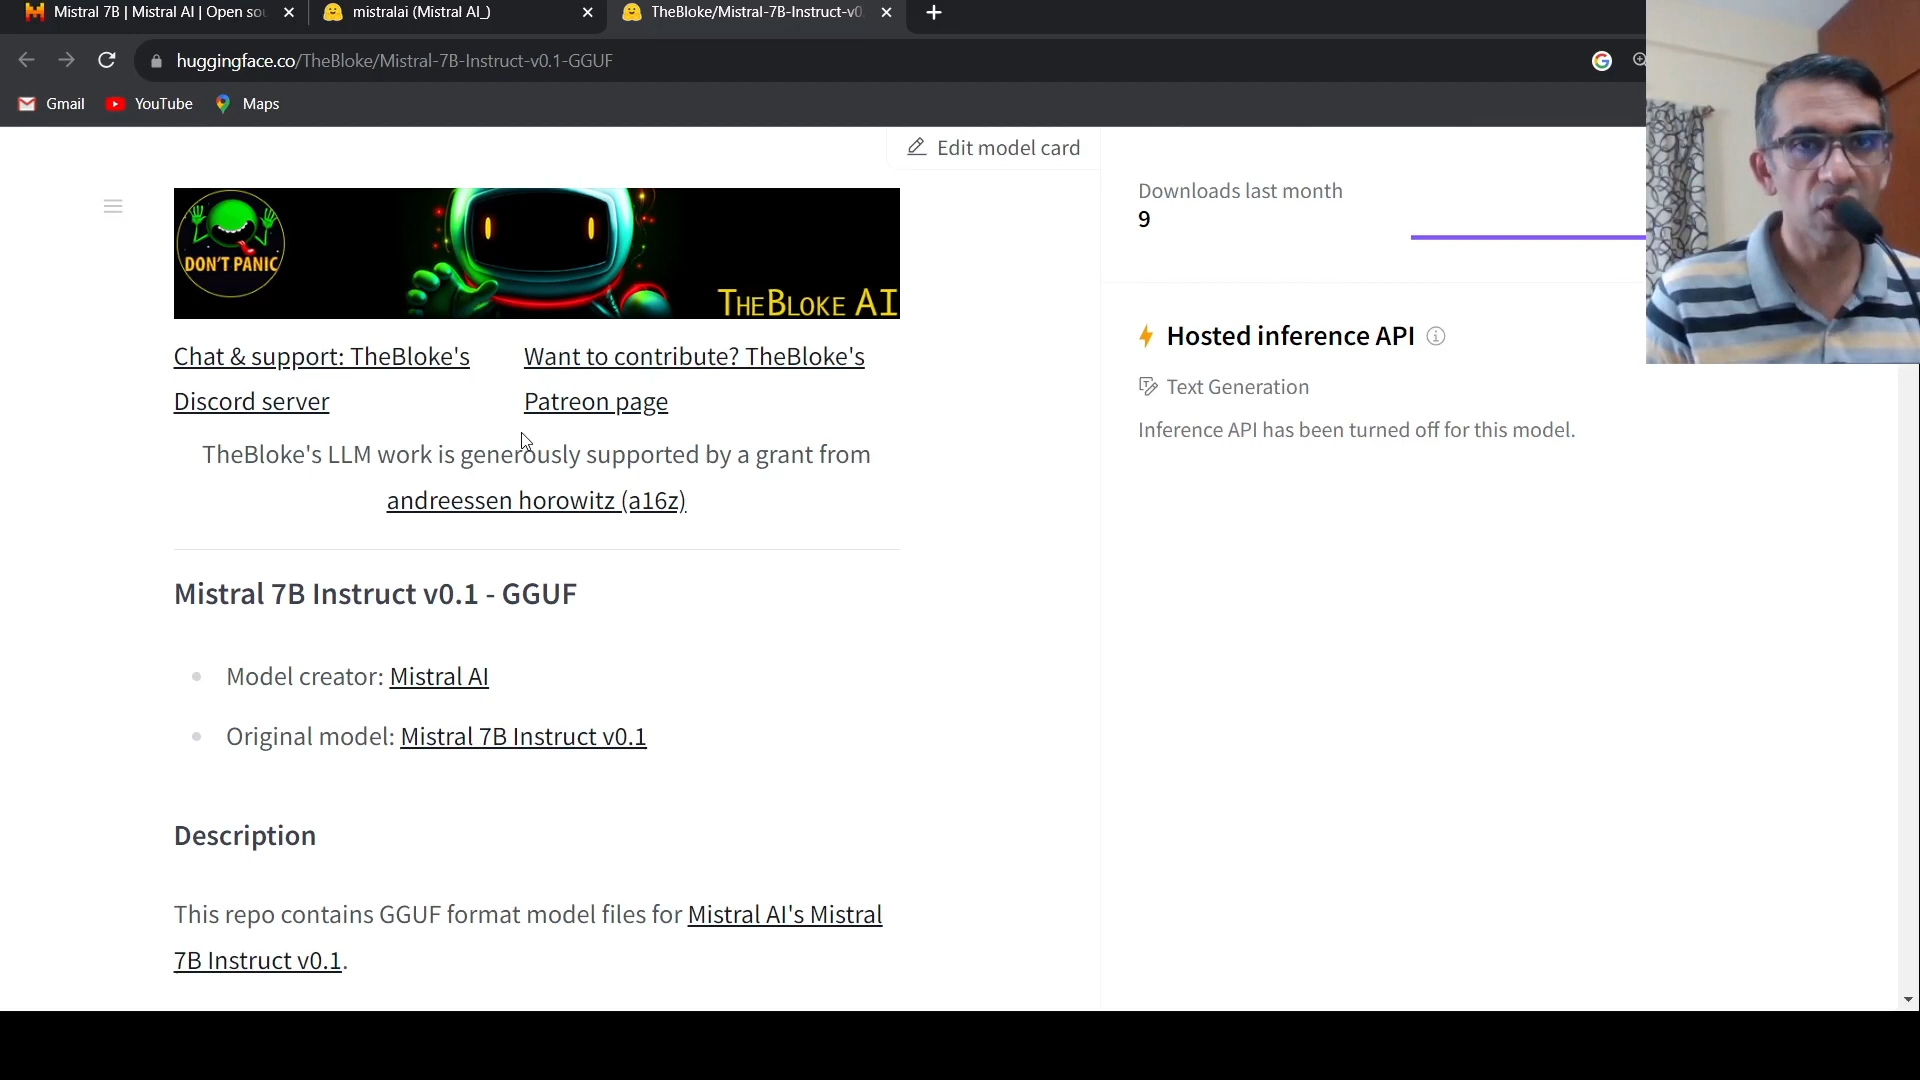 Mistral 7B | Mistral AI | Open sou
mistralai (Mistral AI_)
TheBloke/Mistral-7B-Instruct-v0.
huggingface.co/TheBloke/Mistral-7B-Instruct-v0.1-GGUF
Gmail
YouTube
Maps
Edit model card
DON'T PANIC
THEBLOKE AI
Chat & support: TheBloke's
Discord server
Want to contribute? TheBloke's
Patreon page
TheBloke's LLM work is generously supported by a grant from
andreessen horowitz (a16z)
Mistral 7B Instruct v0.1 - GGUF
Model creator: Mistral AI
Original model: Mistral 7B Instruct v0.1
Description
This repo contains GGUF format model files for Mistral AI's Mistral
7B Instruct v0.1.
Downloads last month
9
Hosted inference API
Text Generation
Inference API has been turned off for this model.